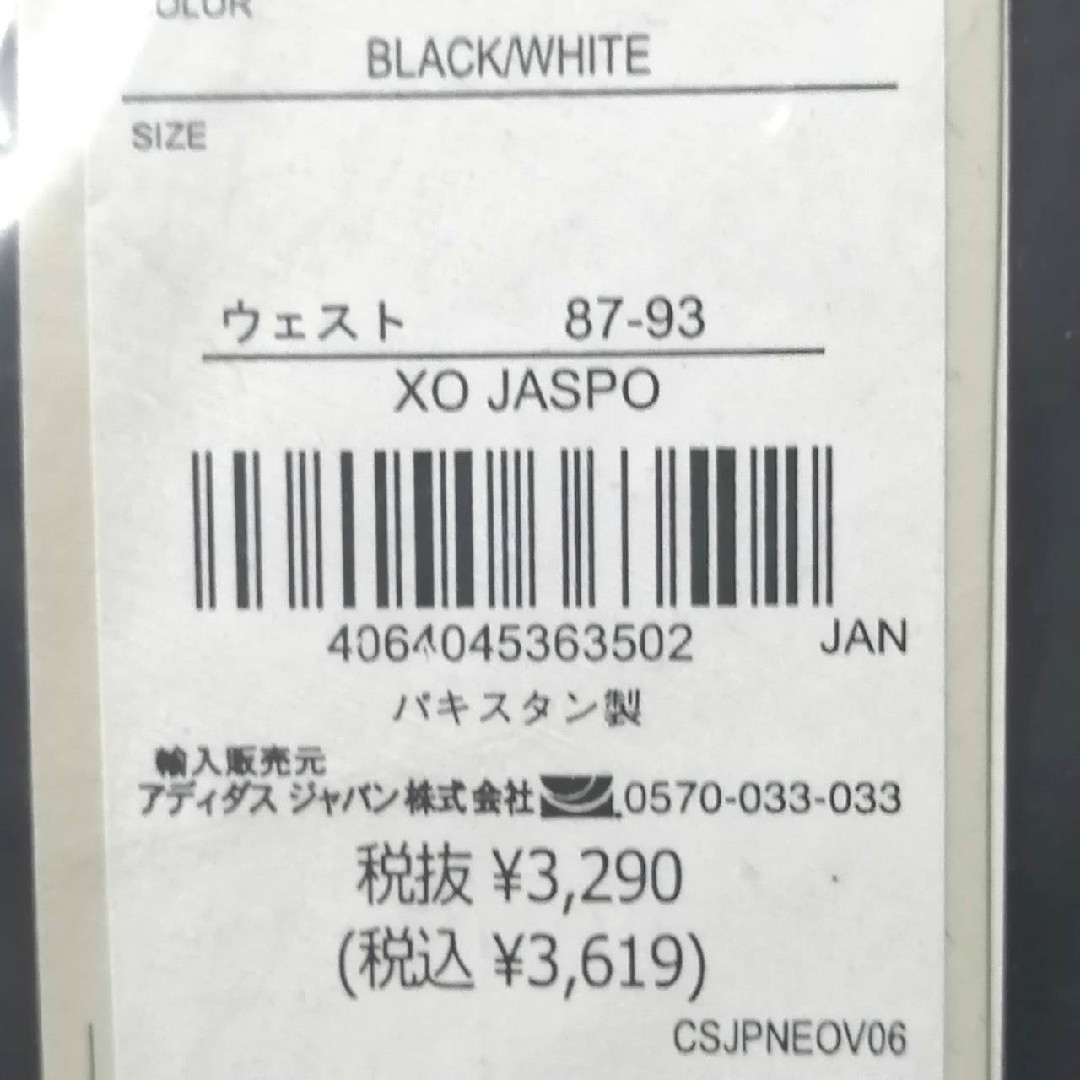 COLOR
BLACK/WHITE
SIZE
ウェスト 87-93
XO JASPO
4064045363502 JAN
パキスタン製
輸入販売元
アディダス ジャパン株式会社 0570-033-033
税抜 ¥3,290
(税込 ¥3,619)
CSJPNEOV06